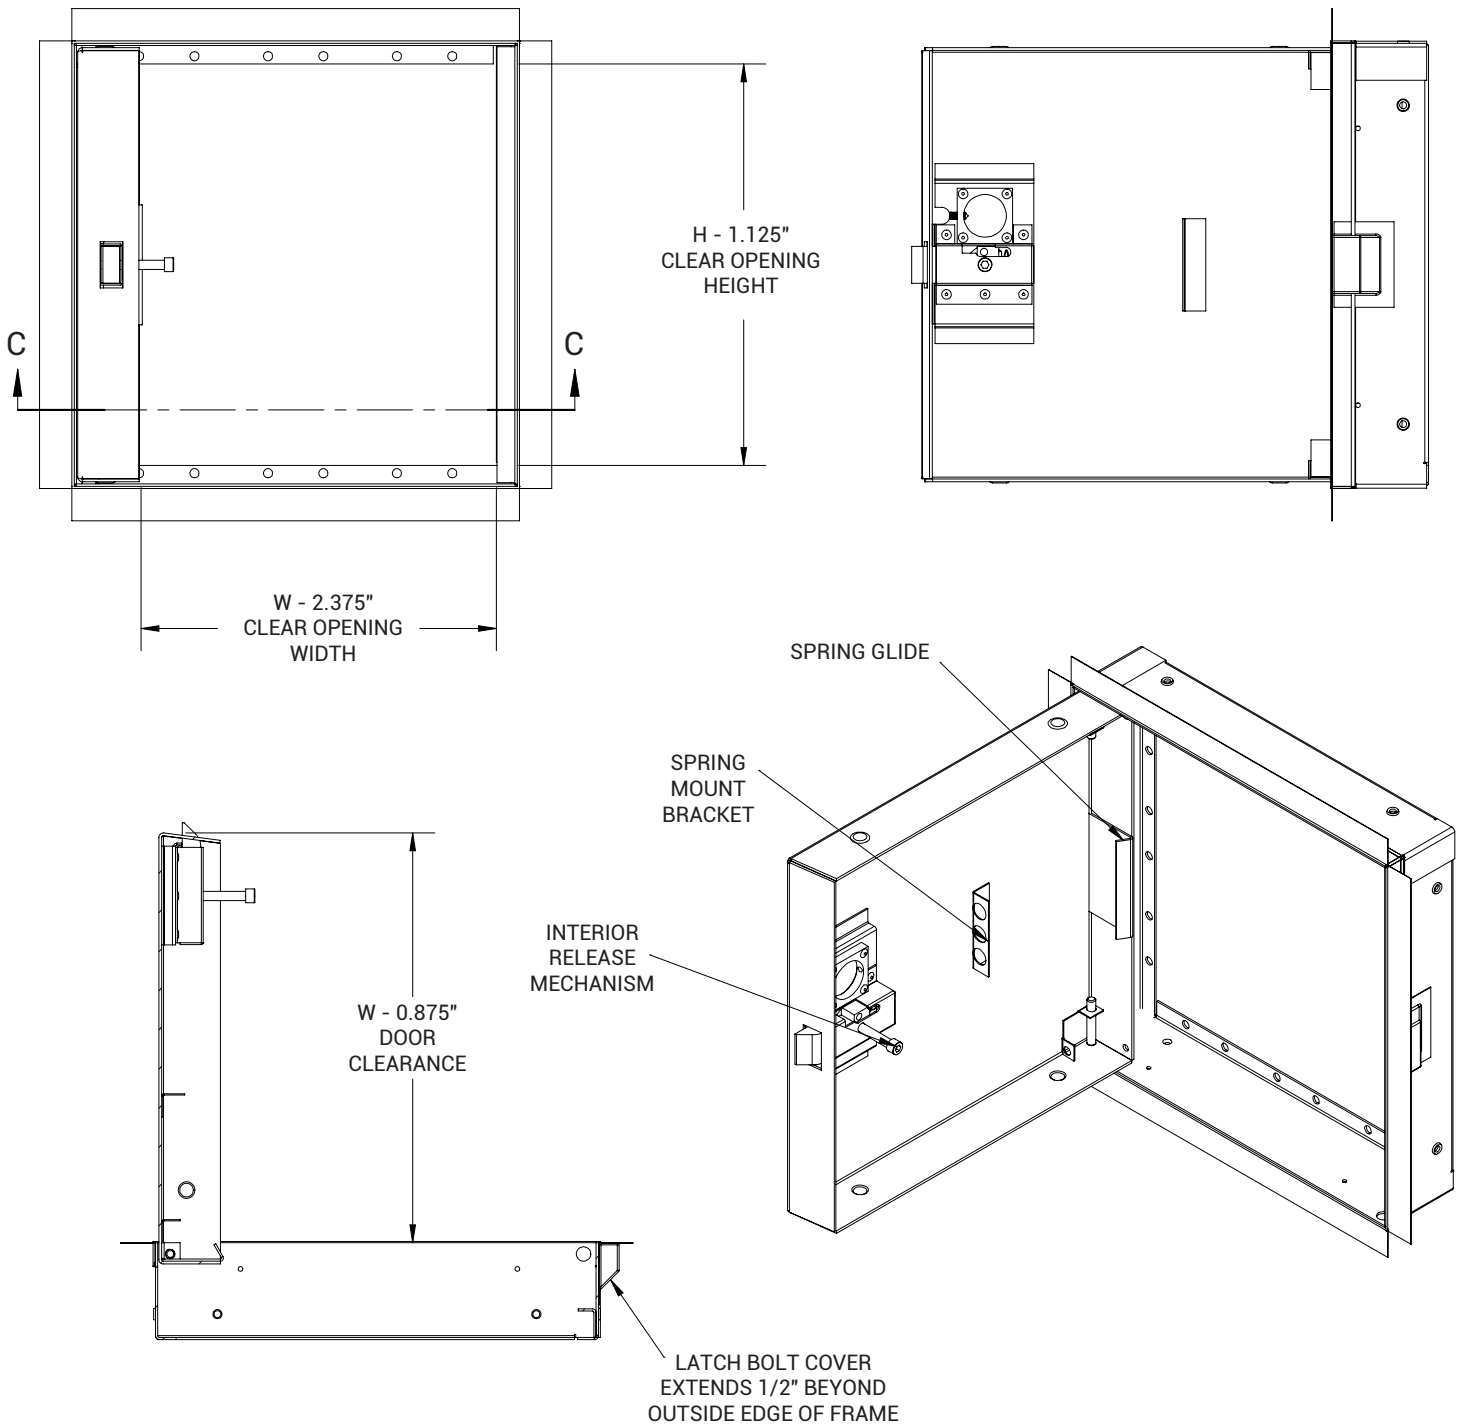 H - 1.125"
CLEAR OPENING
HEIGHT
C
C
W - 2.375"
CLEAR OPENING
WIDTH
SPRING GLIDE
SPRING
MOUNT
BRACKET
INTERIOR
RELEASE
MECHANISM
W - 0.875"
DOOR
CLEARANCE
LATCH BOLT COVER
EXTENDS 1/2" BEYOND
OUTSIDE EDGE OF FRAME